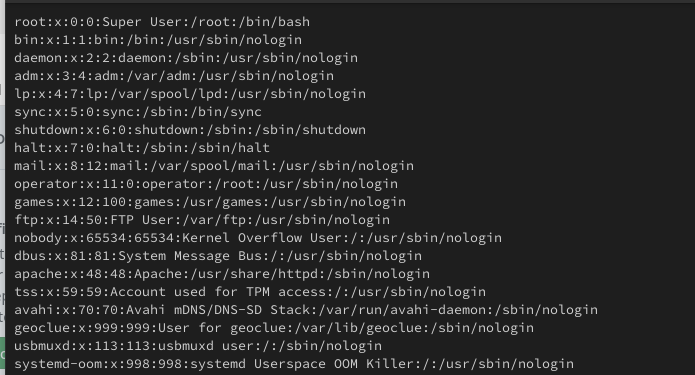 root:x:0:0:Super User:/root:/bin/bash
bin:x:1:1:bin:/bin:/usr/sbin/nologin
daemon:x:2:2:daemon:/sbin:/usr/sbin/nologin
adm:x:3:4:adm:/var/adm:/usr/sbin/nologin
lp:x:4:7:lp:/var/spool/lpd:/usr/sbin/nologin
sync:x:5:0:sync:/sbin:/bin/sync
shutdown:x:6:0:shutdown:/sbin:/sbin/shutdown
halt:x:7:0:halt:/sbin:/sbin/halt
mail:x:8:12:mail:/var/spool/mail:/usr/sbin/nologin
operator:x:11:0:operator:/root:/usr/sbin/nologin
games:x:12:100:games:/usr/games:/usr/sbin/nologin
ftp:x:14:50:FTP User:/var/ftp:/usr/sbin/nologin
nobody:x:65534:65534:Kernel Overflow User:/:/usr/sbin/nologin
dbus:x:81:81:System Message Bus:/:/usr/sbin/nologin
apache:x:48:48:Apache:/usr/share/httpd:/sbin/nologin
tss:x:59:59:Account used for TPM access:/:/usr/sbin/nologin
avahi:x:70:70:Avahi mDNS/DNS-SD Stack:/var/run/avahi-daemon:/sbin/nologin
geoclue:x:999:999:User for geoclue:/var/lib/geoclue:/sbin/nologin
usbmuxd:x:113:113:usbmuxd user:/:/sbin/nologin
systemd-oom:x:998:998:systemd Userspace OOM Killer:/:/usr/sbin/nologin